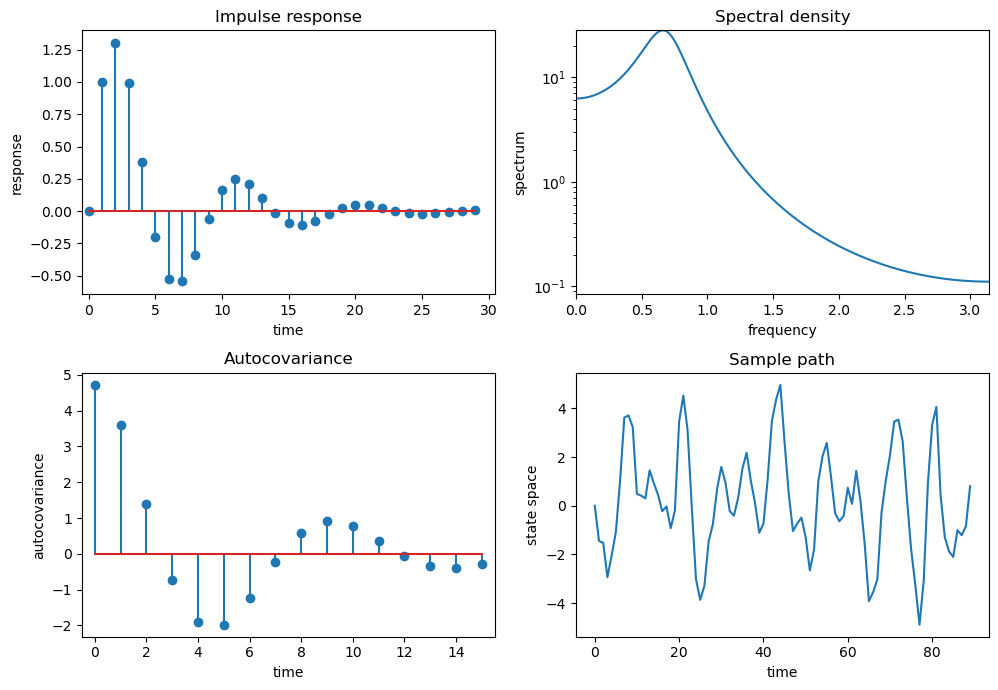 Impulse response
1.25
1.00
0.75
0.50
0.25
0.00
−0.25
−0.50
response
0 5 10 15 20 25 30
time
Spectral density
10¹
10⁰
10⁻¹
spectrum
0.0 0.5 1.0 1.5 2.0 2.5 3.0
frequency
Autocovariance
5
4
3
2
1
0
−1
−2
autocovariance
0 2 4 6 8 10 12 14
time
Sample path
4
2
0
−2
−4
state space
0 20 40 60 80
time